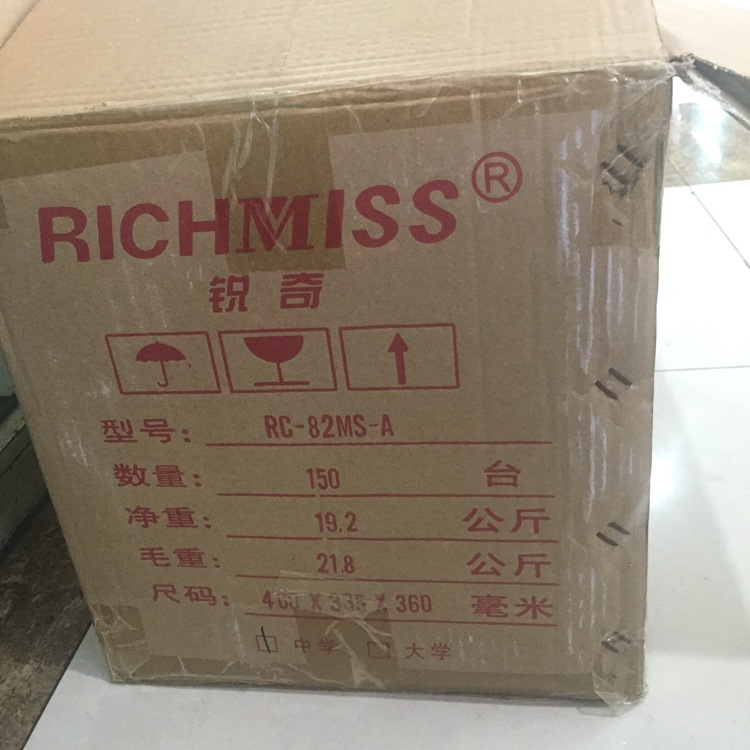 RICHMISS®
锐奇
型号: RC-82MS-A
数量: 150 台
净重: 19.2 公斤
毛重: 21.8 公斤
尺码: X 360 毫米
中学 大学